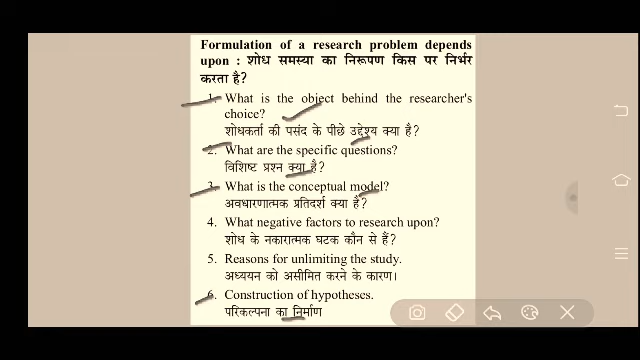 Formulation of a research problem depends
upon : शोध समस्या का निरूपण किस पर निर्भर
करता है?
1. What is the object behind the researcher's
choice?
शोधकर्ता की पसंद के पीछे उद्देश्य क्या है?
2. What are the specific questions?
विशिष्ट प्रश्न क्या है?
3. What is the conceptual model?
अवधारणात्मक प्रतिदर्श क्या है?
4. What negative factors to research upon?
शोध के नकारात्मक घटक कौन से हैं?
5. Reasons for unlimiting the study.
अध्ययन को असीमित करने के कारण।
6. Construction of hypotheses.
परिकल्पना का निर्माण